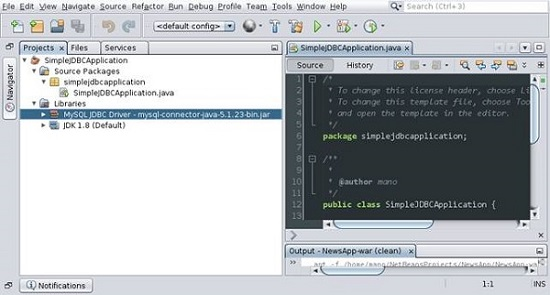 File Edit View Navigate Source Refactor Run Debug Profile Team Tools Window Help
Search (Ctrl+I)
<default config>
Projects Files Services
Navigator
SimpleJDBCApplication
Source Packages
simplejdbcapplication
SimpleJDBCApplication.java
Libraries
MySQL JDBC Driver - mysql-connector-java-5.1.23-bin.jar
JDK 1.8 (Default)
SimpleJDBCApplication.java
Source History
1 /*
2 * To change this license header, choose Li
3 * To change this template file, choose Too
4 * and open the template in the editor.
5 */
6 package simplejdbcapplication;
7
8 /**
9 *
10 * @author mano
11 */
12 public class SimpleJDBCApplication {
13
Output - NewsApp-war (clean)
ant -f /home/mano/NetBeansProjects/NewsApp/NewsApp-wa
Notifications
1:1
INS